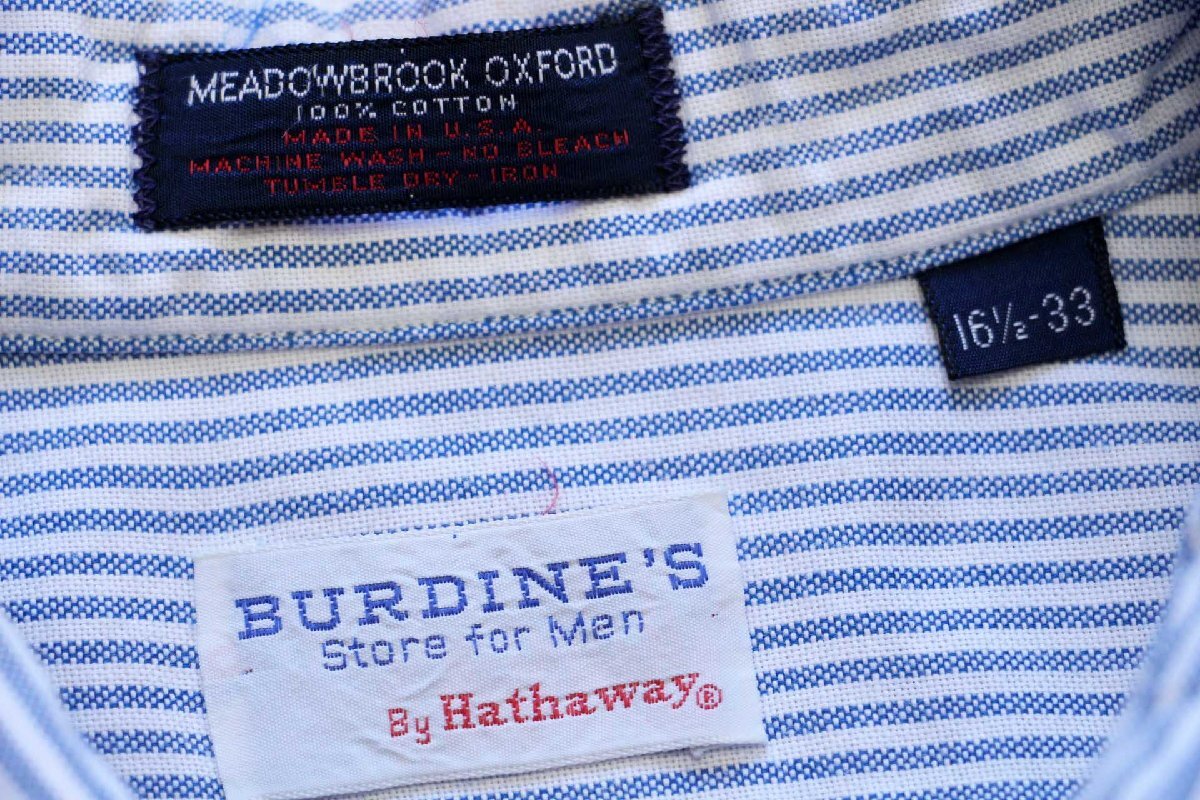 MEADOWBROOK OXFORD
100% COTTON
MADE IN U.S.A.
MACHINE WASH - NO BLEACH
TUMBLE DRY - IRON
16½-33
BURDINE'S
Store for Men
By Hathaway®